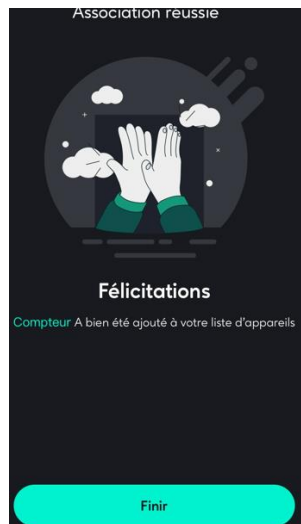 Association réussie
Félicitations
Compteur A bien été ajouté à votre liste d'appareils
Finir